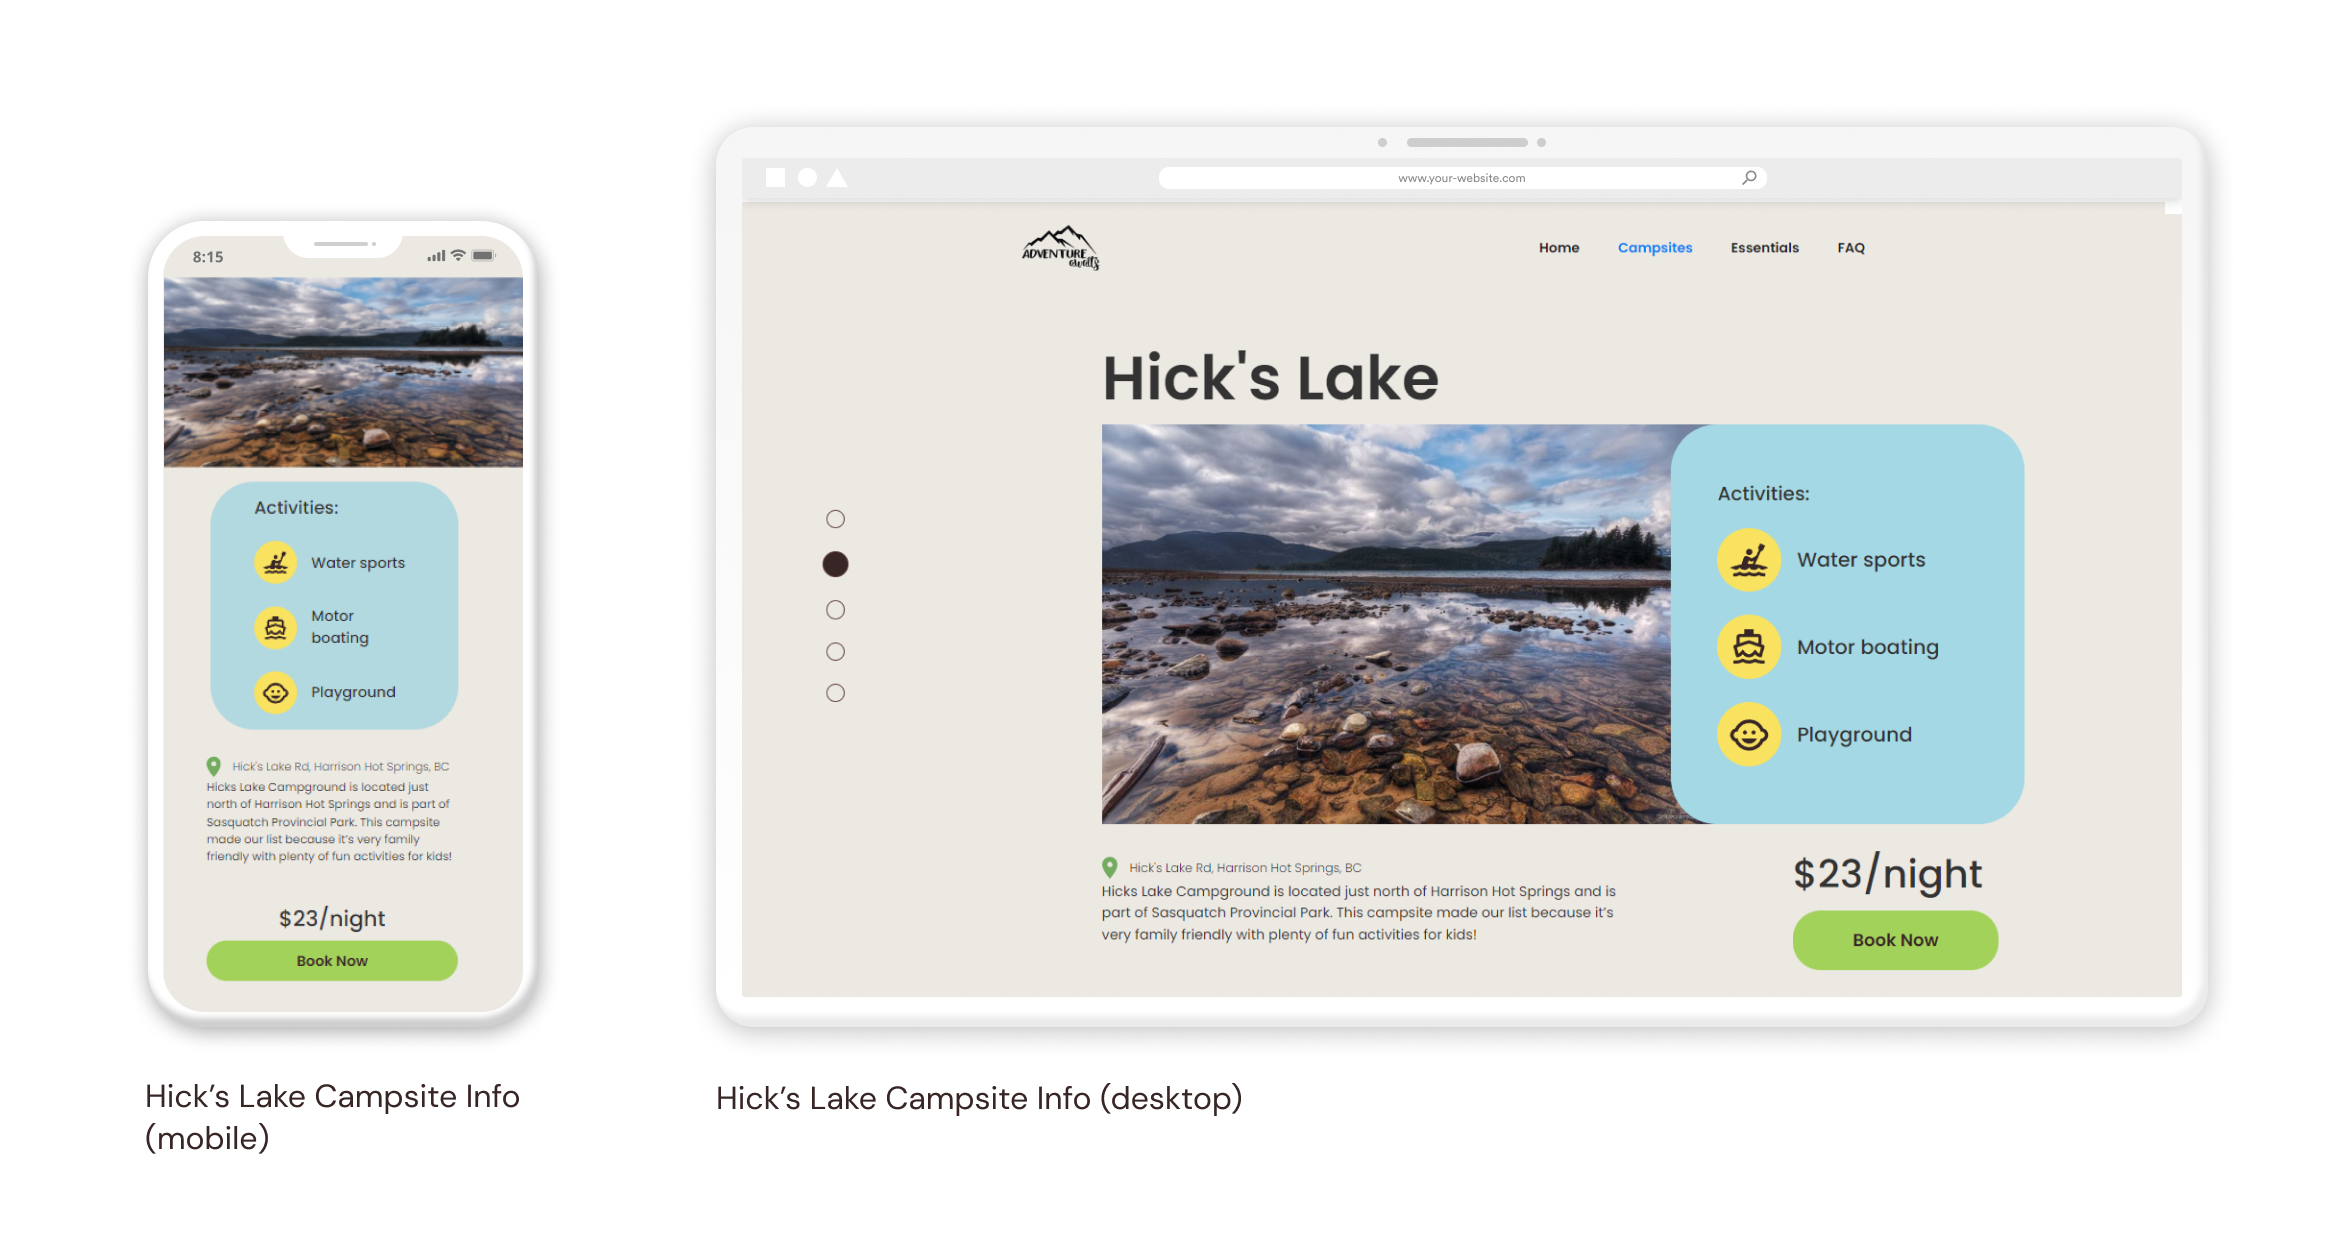 8:15
Activities:
Water sports
Motor
boating
Playground
Hick's Lake Rd, Harrison Hot Springs, BC
Hicks Lake Campground is located just
north of Harrison Hot Springs and is part of
Sasquatch Provincial Park. This campsite
made our list because it's very family
friendly with plenty of fun activities for kids!
$23/night
Book Now
Hick’s Lake Campsite Info
(mobile)
www.your-website.com
ADVENTURE
awaits
Home Campsites Essentials FAQ
Hick's Lake
Activities:
Water sports
Motor boating
Playground
Hick's Lake Rd, Harrison Hot Springs, BC
Hicks Lake Campground is located just north of Harrison Hot Springs and is
part of Sasquatch Provincial Park. This campsite made our list because it's
very family friendly with plenty of fun activities for kids!
$23/night
Book Now
Hick’s Lake Campsite Info (desktop)